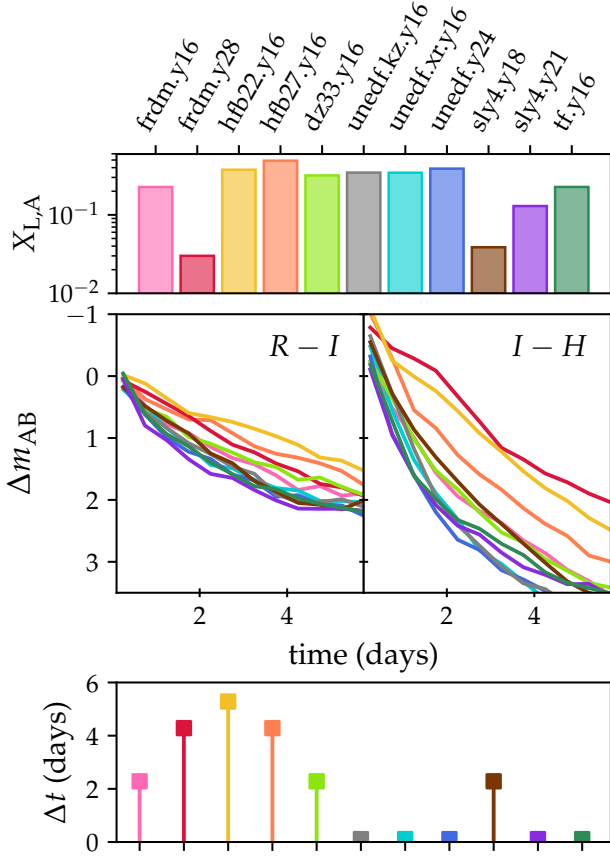 frdm.y16
frdm.y28
hfb22.y16
hfb27.y16
dz33.y16
unedf.kz.y16
unedf.xr.y16
unedf.y24
sly4.y18
sly4.y21
tf.y16
X_{L,A}
10^{-1}
10^{-2}
R − I
I − H
Δm_{AB}
−1
0
1
2
3
2
4
2
4
time (days)
Δt (days)
6
4
2
0